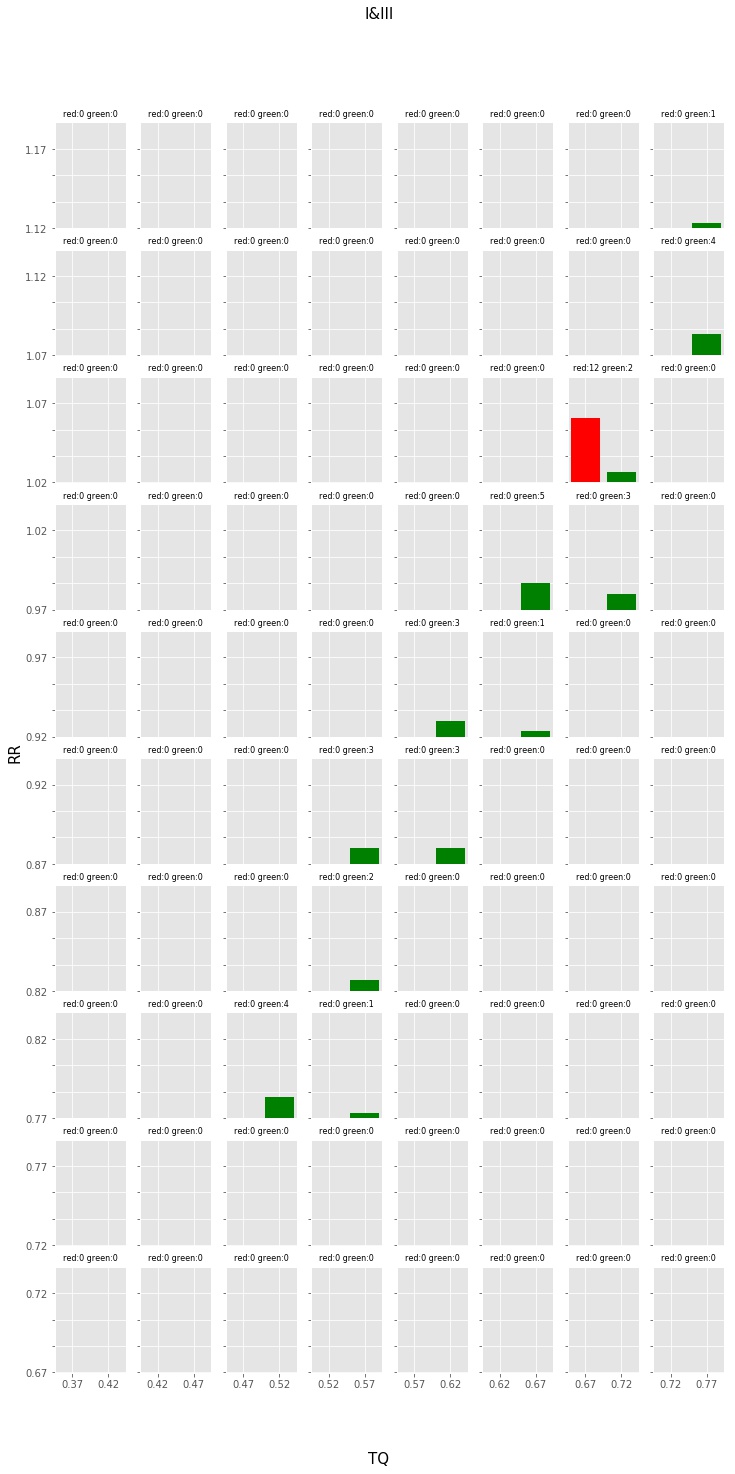 I&III
red:0 green:0 red:0 green:0 red:0 green:0 red:0 green:0 red:0 green:0 red:0 green:0 red:0 green:0 red:0 green:1
1.17
1.12
red:0 green:0 red:0 green:0 red:0 green:0 red:0 green:0 red:0 green:0 red:0 green:0 red:0 green:0 red:0 green:4
1.12
1.07
red:0 green:0 red:0 green:0 red:0 green:0 red:0 green:0 red:0 green:0 red:0 green:0 red:12 green:2 red:0 green:0
1.07
1.02
red:0 green:0 red:0 green:0 red:0 green:0 red:0 green:0 red:0 green:0 red:0 green:5 red:0 green:3 red:0 green:0
1.02
0.97
red:0 green:0 red:0 green:0 red:0 green:0 red:0 green:0 red:0 green:3 red:0 green:1 red:0 green:0 red:0 green:0
0.97
0.92
RR
red:0 green:0 red:0 green:0 red:0 green:0 red:0 green:3 red:0 green:3 red:0 green:0 red:0 green:0 red:0 green:0
0.92
0.87
red:0 green:0 red:0 green:0 red:0 green:0 red:0 green:2 red:0 green:0 red:0 green:0 red:0 green:0 red:0 green:0
0.87
0.82
red:0 green:0 red:0 green:0 red:0 green:4 red:0 green:1 red:0 green:0 red:0 green:0 red:0 green:0 red:0 green:0
0.82
0.77
red:0 green:0 red:0 green:0 red:0 green:0 red:0 green:0 red:0 green:0 red:0 green:0 red:0 green:0 red:0 green:0
0.77
0.72
red:0 green:0 red:0 green:0 red:0 green:0 red:0 green:0 red:0 green:0 red:0 green:0 red:0 green:0 red:0 green:0
0.72
0.67
0.37 0.42 0.42 0.47 0.47 0.52 0.52 0.57 0.57 0.62 0.62 0.67 0.67 0.72 0.72 0.77
TQ